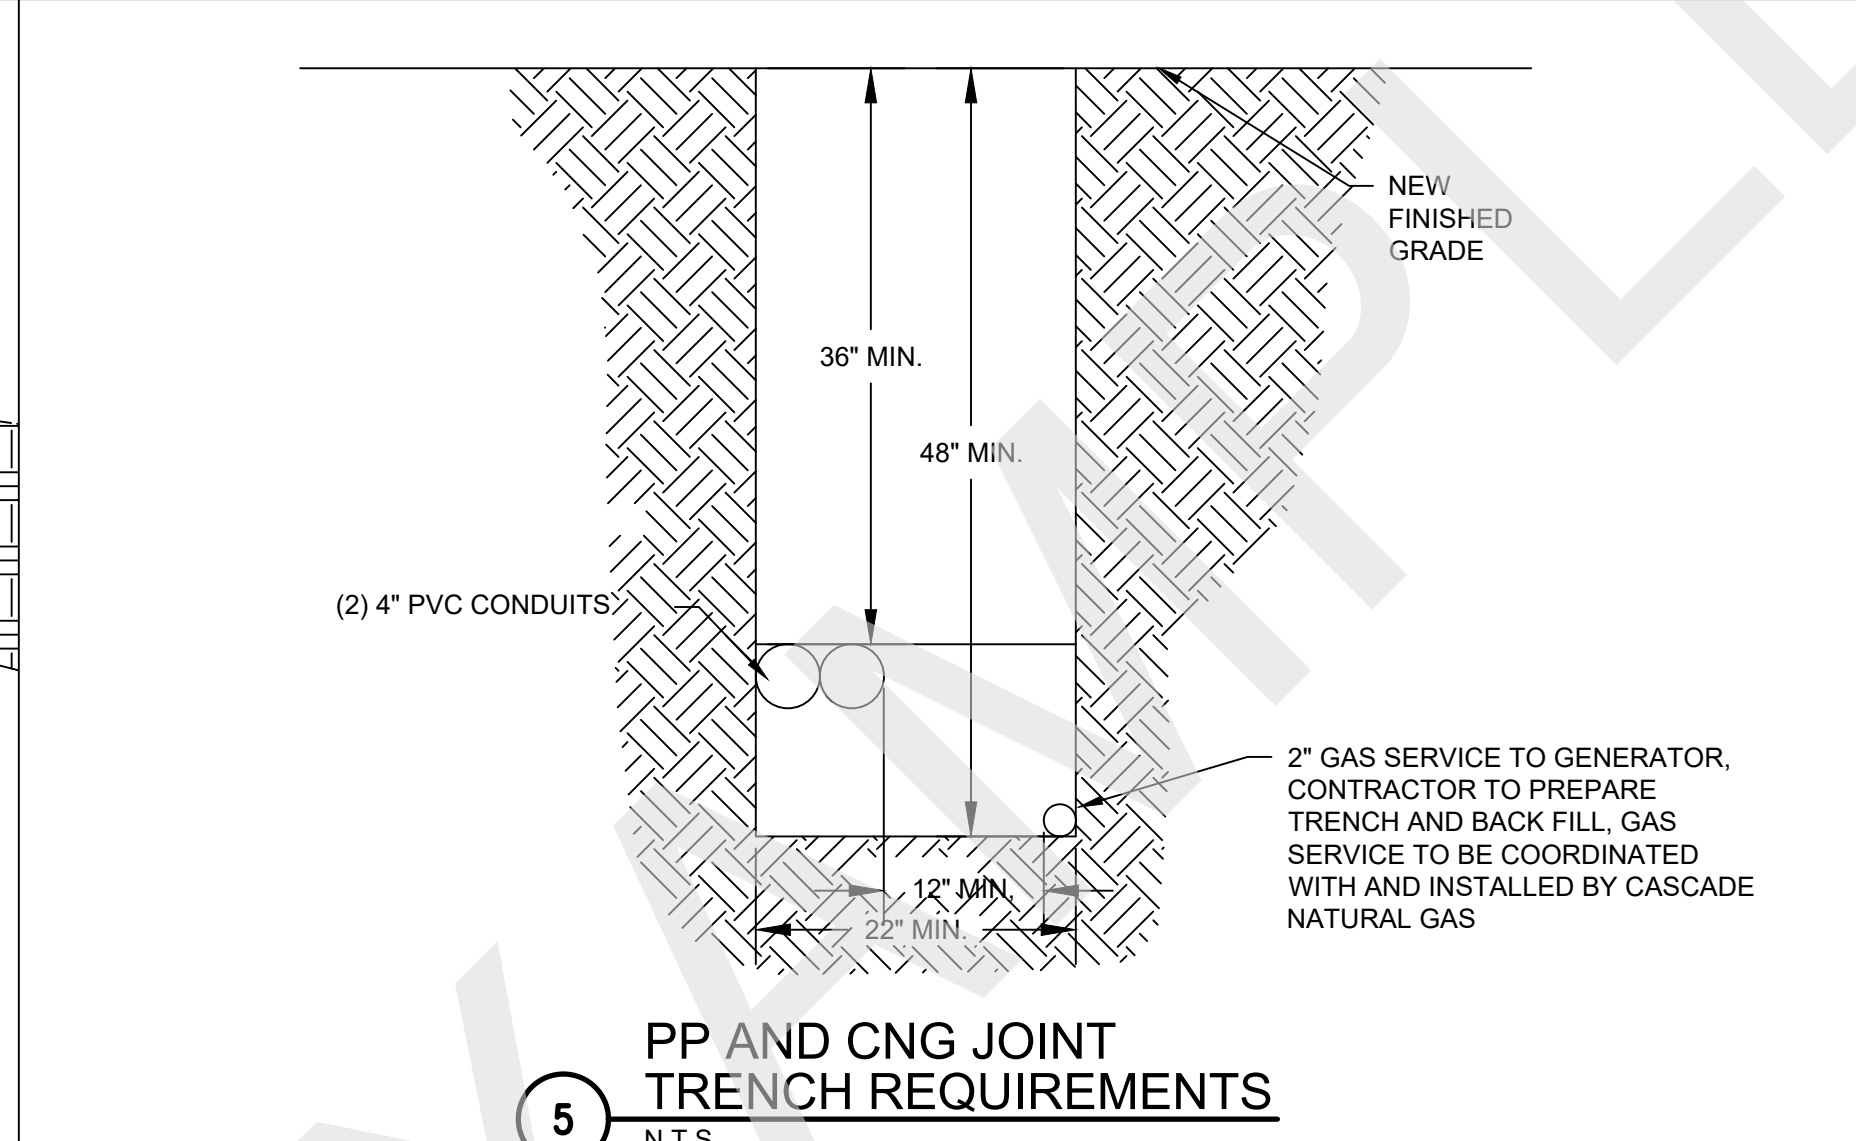 NEW
FINISHED
GRADE
36" MIN.
48" MIN.
(2) 4" PVC CONDUITS
2" GAS SERVICE TO GENERATOR,
CONTRACTOR TO PREPARE
TRENCH AND BACK FILL, GAS
SERVICE TO BE COORDINATED
WITH AND INSTALLED BY CASCADE
NATURAL GAS
12" MIN,
22" MIN.
PP AND CNG JOINT
TRENCH REQUIREMENTS
5
N.T.S.